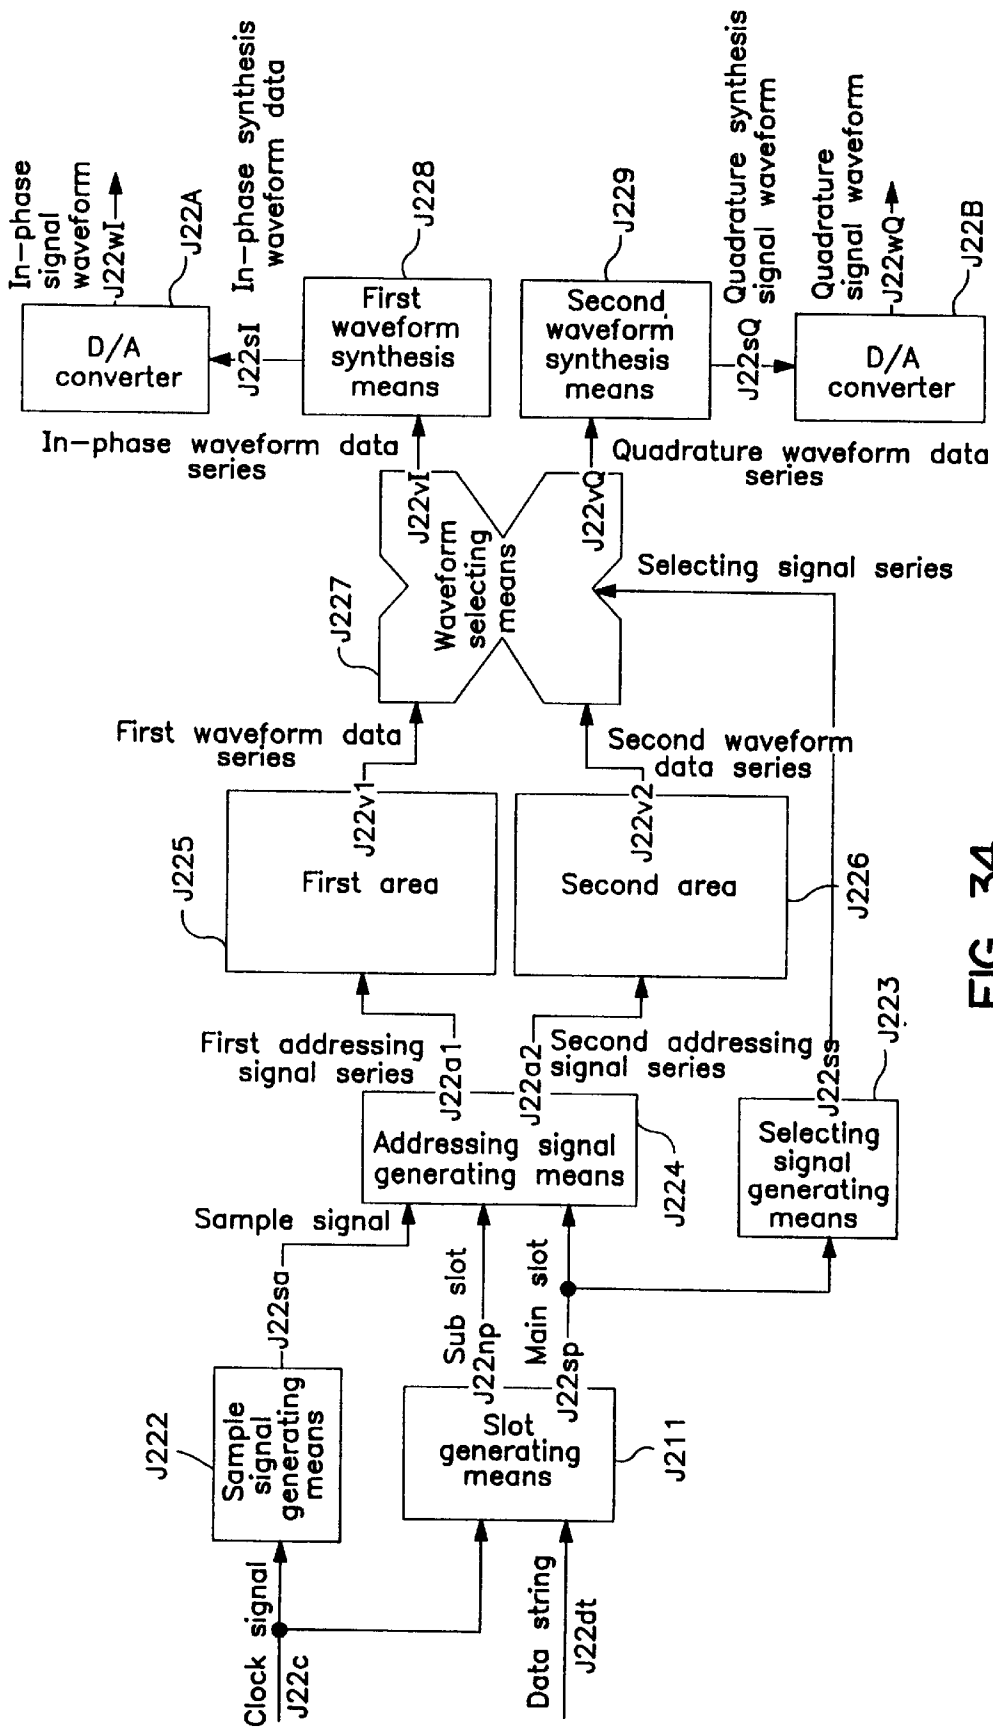 Clock signal
J22c
Data string
J22dt
J222
Sample
signal
generating
means
J22sa
Sample signal
Slot
generating
means
J211
Sub slot
J22np
Main slot
J22sp
Addressing signal
generating means
J224
J22a1
First addressing
signal series
J22a2
Second addressing
signal series
Selecting
signal
generating
means
J223
J22ss
Selecting signal series
J225
First area
J22v1
First waveform data
series
Second area
J226
J22v2
Second waveform
data series
J227
Waveform
selecting
means
J22vI
In-phase waveform data
series
J22vQ
Quadrature waveform data
series
First
waveform
synthesis
means
J228
J22sI
In-phase synthesis
waveform data
D/A
converter
J22A
J22wI
In-phase
signal
waveform
Second
waveform
synthesis
means
J229
J22sQ
Quadrature synthesis
signal waveform
D/A
converter
J22B
J22wQ
Quadrature
signal waveform
FIG. 34